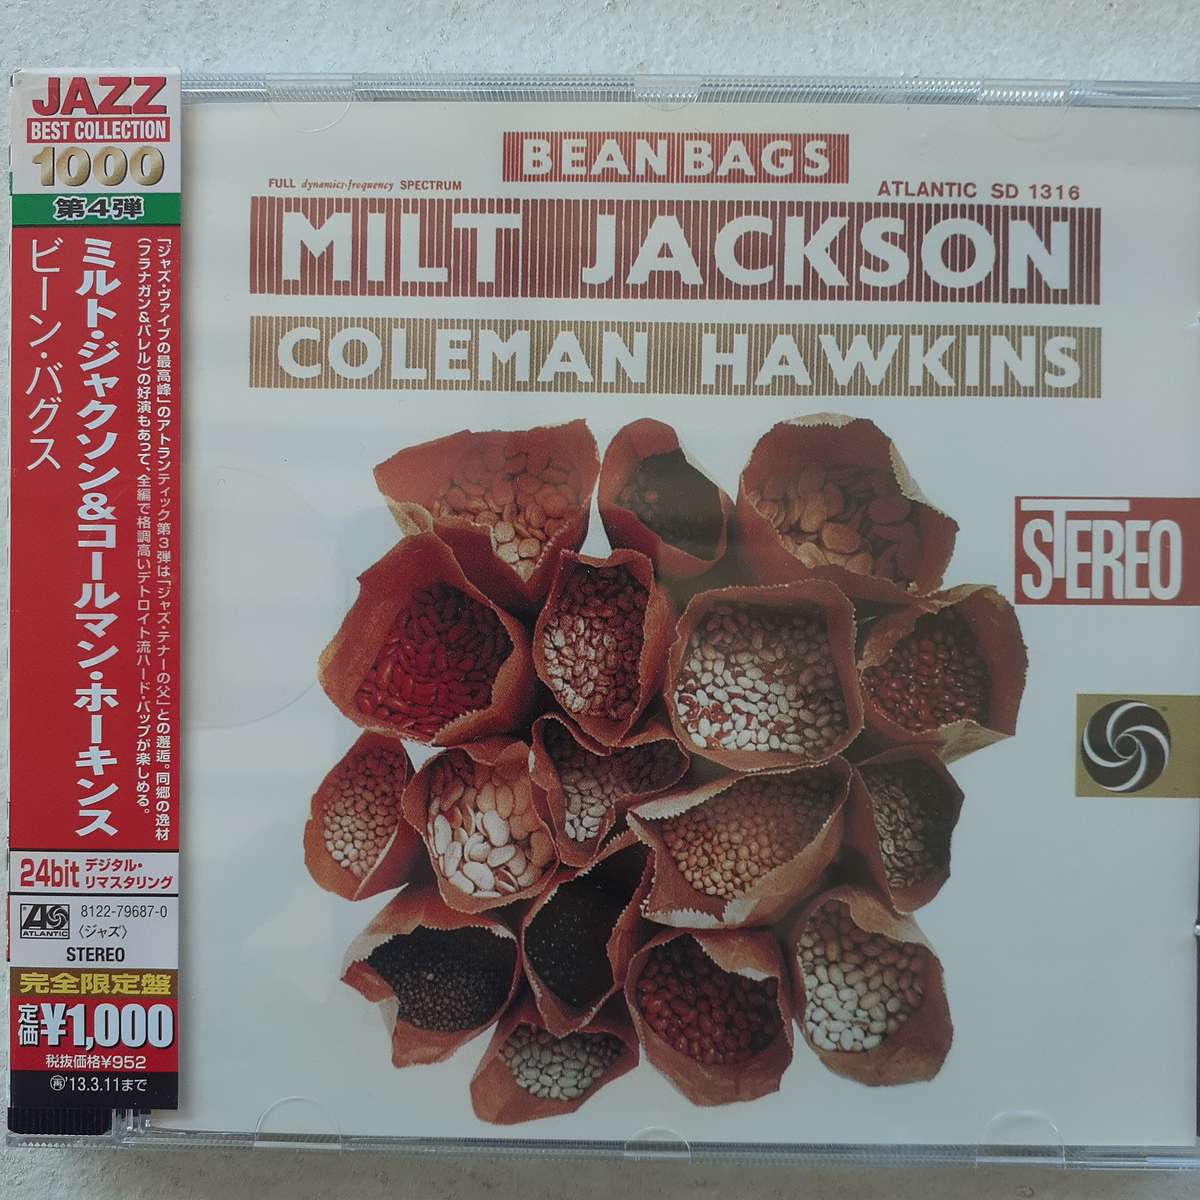 JAZZ
BEST COLLECTION
1000
第4弾
「ジャズ・ヴァイブの最高峰」のアトランティック第3弾は「ジャズ・テナーの父」との邂逅。同郷の逸材
(フラナガン&バレル)の好演もあって、全編で格調高いデトロイト流ハード・バップが楽しめる。
ミルト・ジャクソン&コールマン・ホーキンス
ビーン・バグス
24bit デジタル・
リマスタリング
ATLANTIC
8122-79687-0
〈ジャズ〉
STEREO
完全限定盤
定価¥1,000
税抜価格¥952
再'13.3.11まで
BEAN BAGS
FULL dynamics-frequency SPECTRUM
ATLANTIC SD 1316
MILT JACKSON
COLEMAN HAWKINS
STEREO